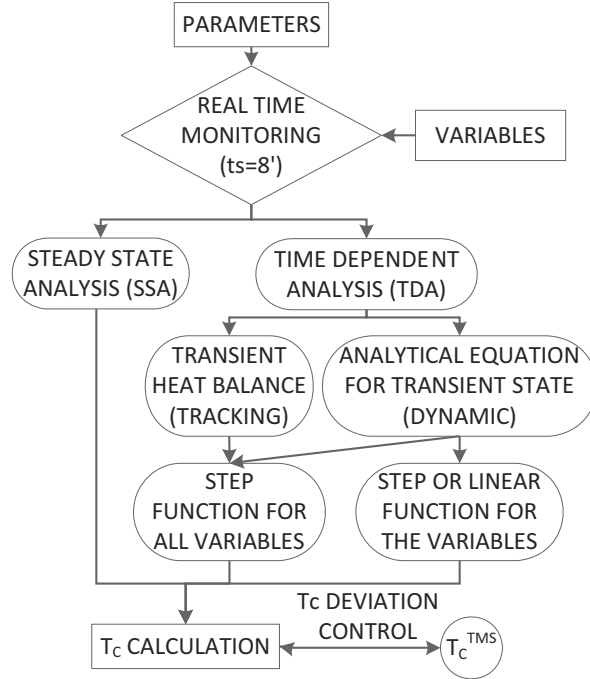 PARAMETERS
REAL TIME
MONITORING
(ts=8')
VARIABLES
STEADY STATE
ANALYSIS (SSA)
TIME DEPENDENT
ANALYSIS (TDA)
TRANSIENT
HEAT BALANCE
(TRACKING)
ANALYTICAL EQUATION
FOR TRANSIENT STATE
(DYNAMIC)
STEP
FUNCTION FOR
ALL VARIABLES
STEP OR LINEAR
FUNCTION FOR
THE VARIABLES
Tc DEVIATION
CONTROL
T_C CALCULATION
T_C^TMS